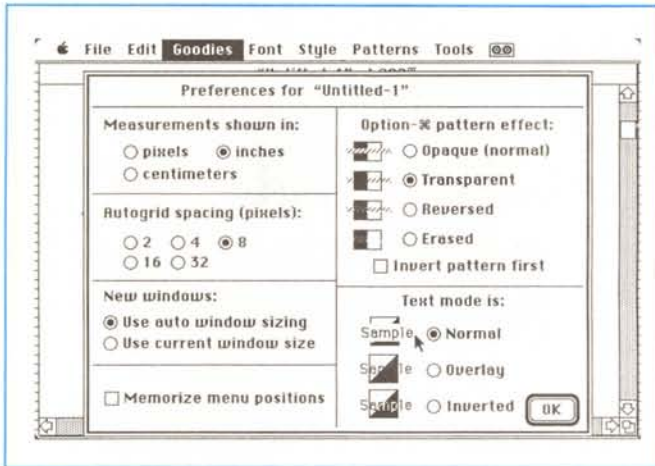 File Edit Goodies Font Style Patterns Tools
Preferences for “Untitled-1”
Measurements shown in:
pixels inches
centimeters
Autogrid spacing (pixels):
2 4 8
16 32
New windows:
Use auto window sizing
Use current window size
Memorize menu positions
Option-⌘ pattern effect:
Opaque (normal)
Transparent
Reversed
Erased
Invert pattern first
Text mode is:
Sample Normal
Sample Overlay
Sample Inverted
OK